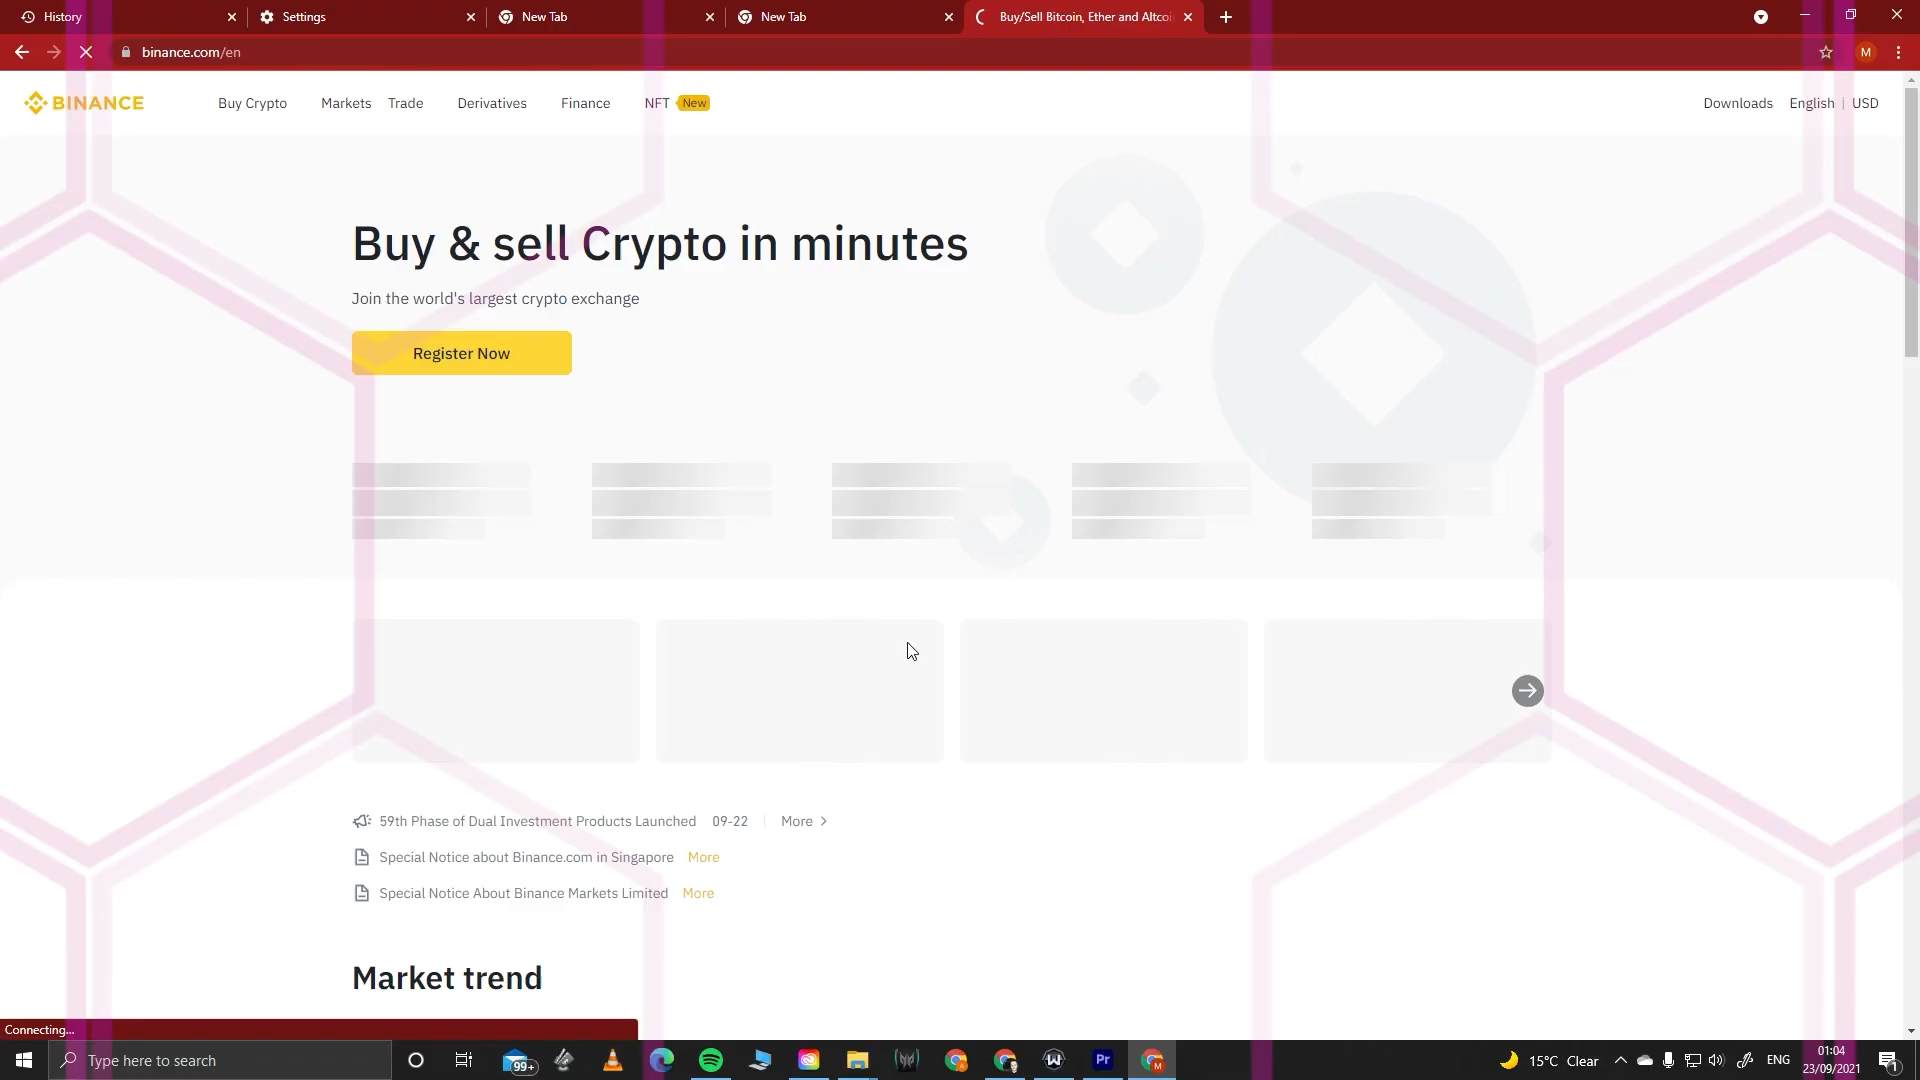 History
Settings
New Tab
New Tab
Buy/Sell Bitcoin, Ether and Altcoi
binance.com/en
M
BINANCE
Buy Crypto
Markets
Trade
Derivatives
Finance
NFT New
Downloads
English | USD
Buy & sell Crypto in minutes
Join the world's largest crypto exchange
Register Now
59th Phase of Dual Investment Products Launched 09-22 More
Special Notice about Binance.com in Singapore More
Special Notice About Binance Markets Limited More
Market trend
Connecting...
Type here to search
99+
Pr
M
15°C Clear
ENG
01:04
23/09/2021
1